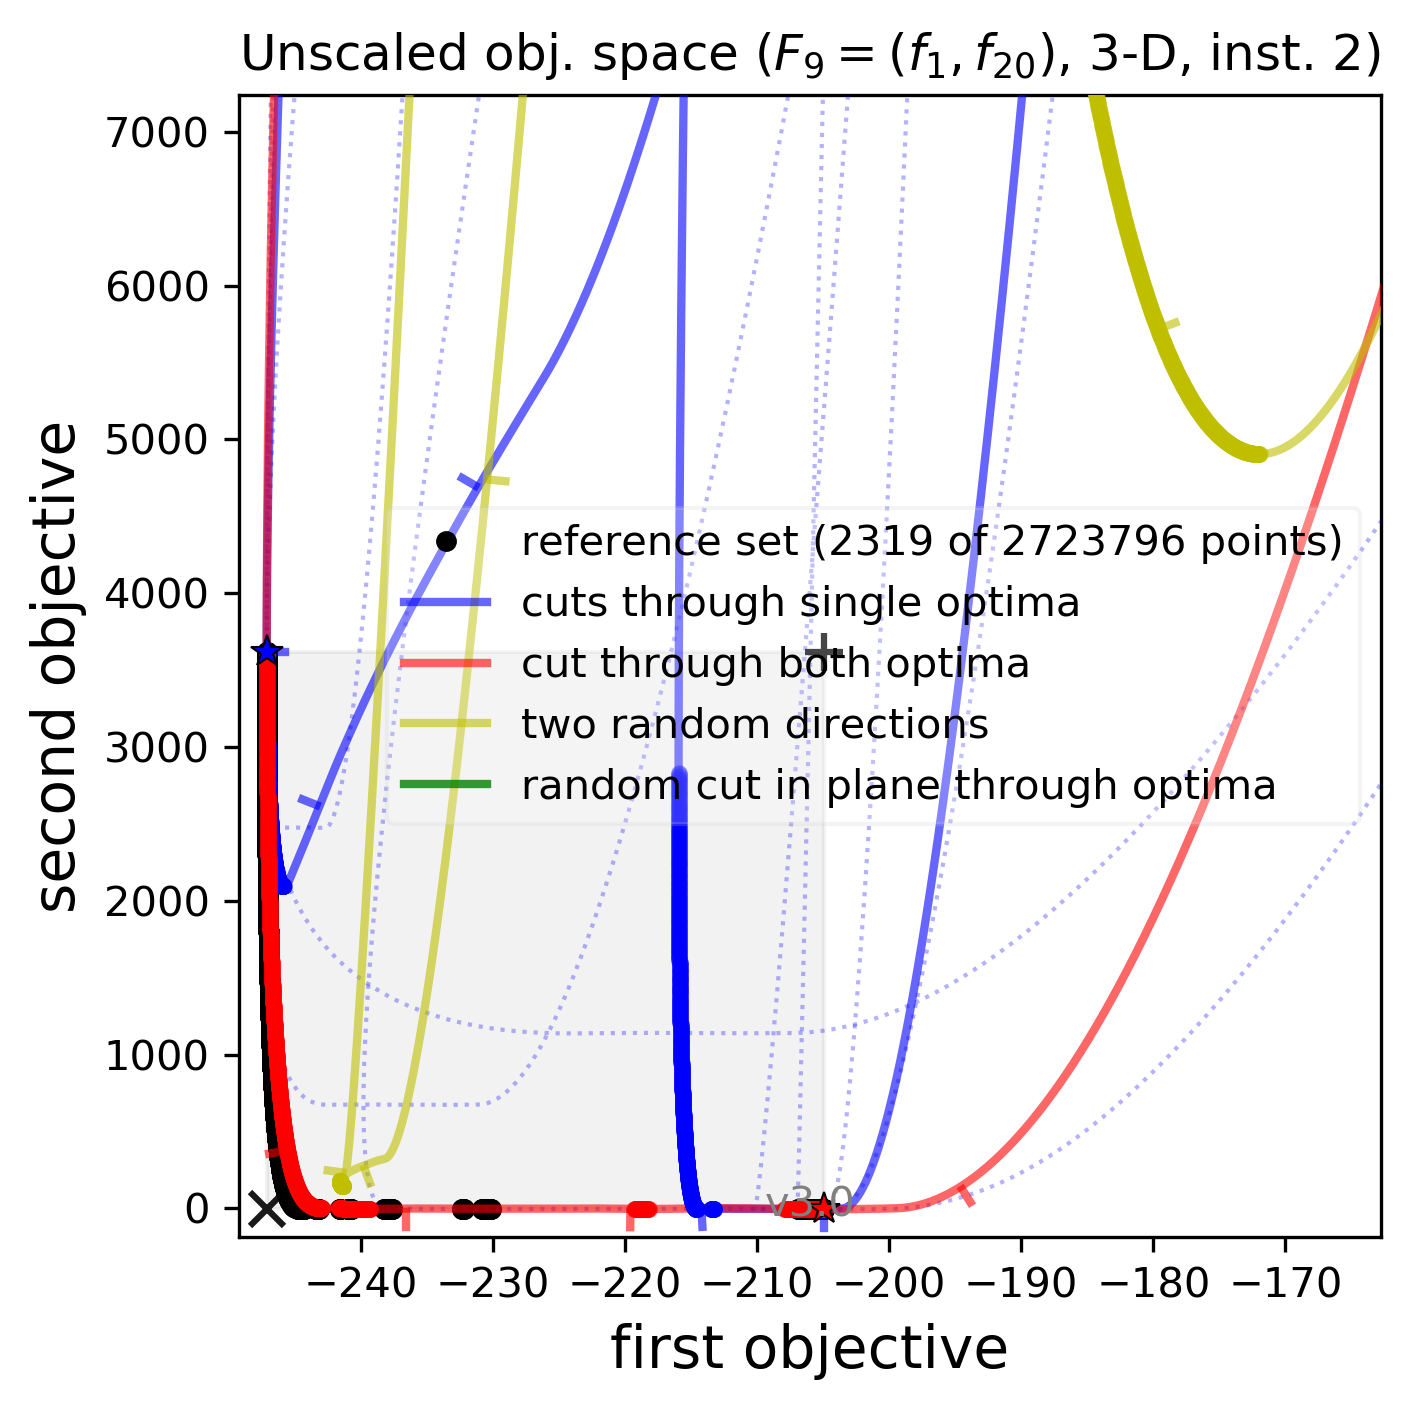 Unscaled obj. space (F₉ = (f₁, f₂₀), 3-D, inst. 2)
second objective
7000
6000
5000
4000
3000
2000
1000
0
reference set (2319 of 2723796 points)
cuts through single optima
cut through both optima
two random directions
random cut in plane through optima
v3.0
−240
−230
−220
−210
−200
−190
−180
−170
first objective